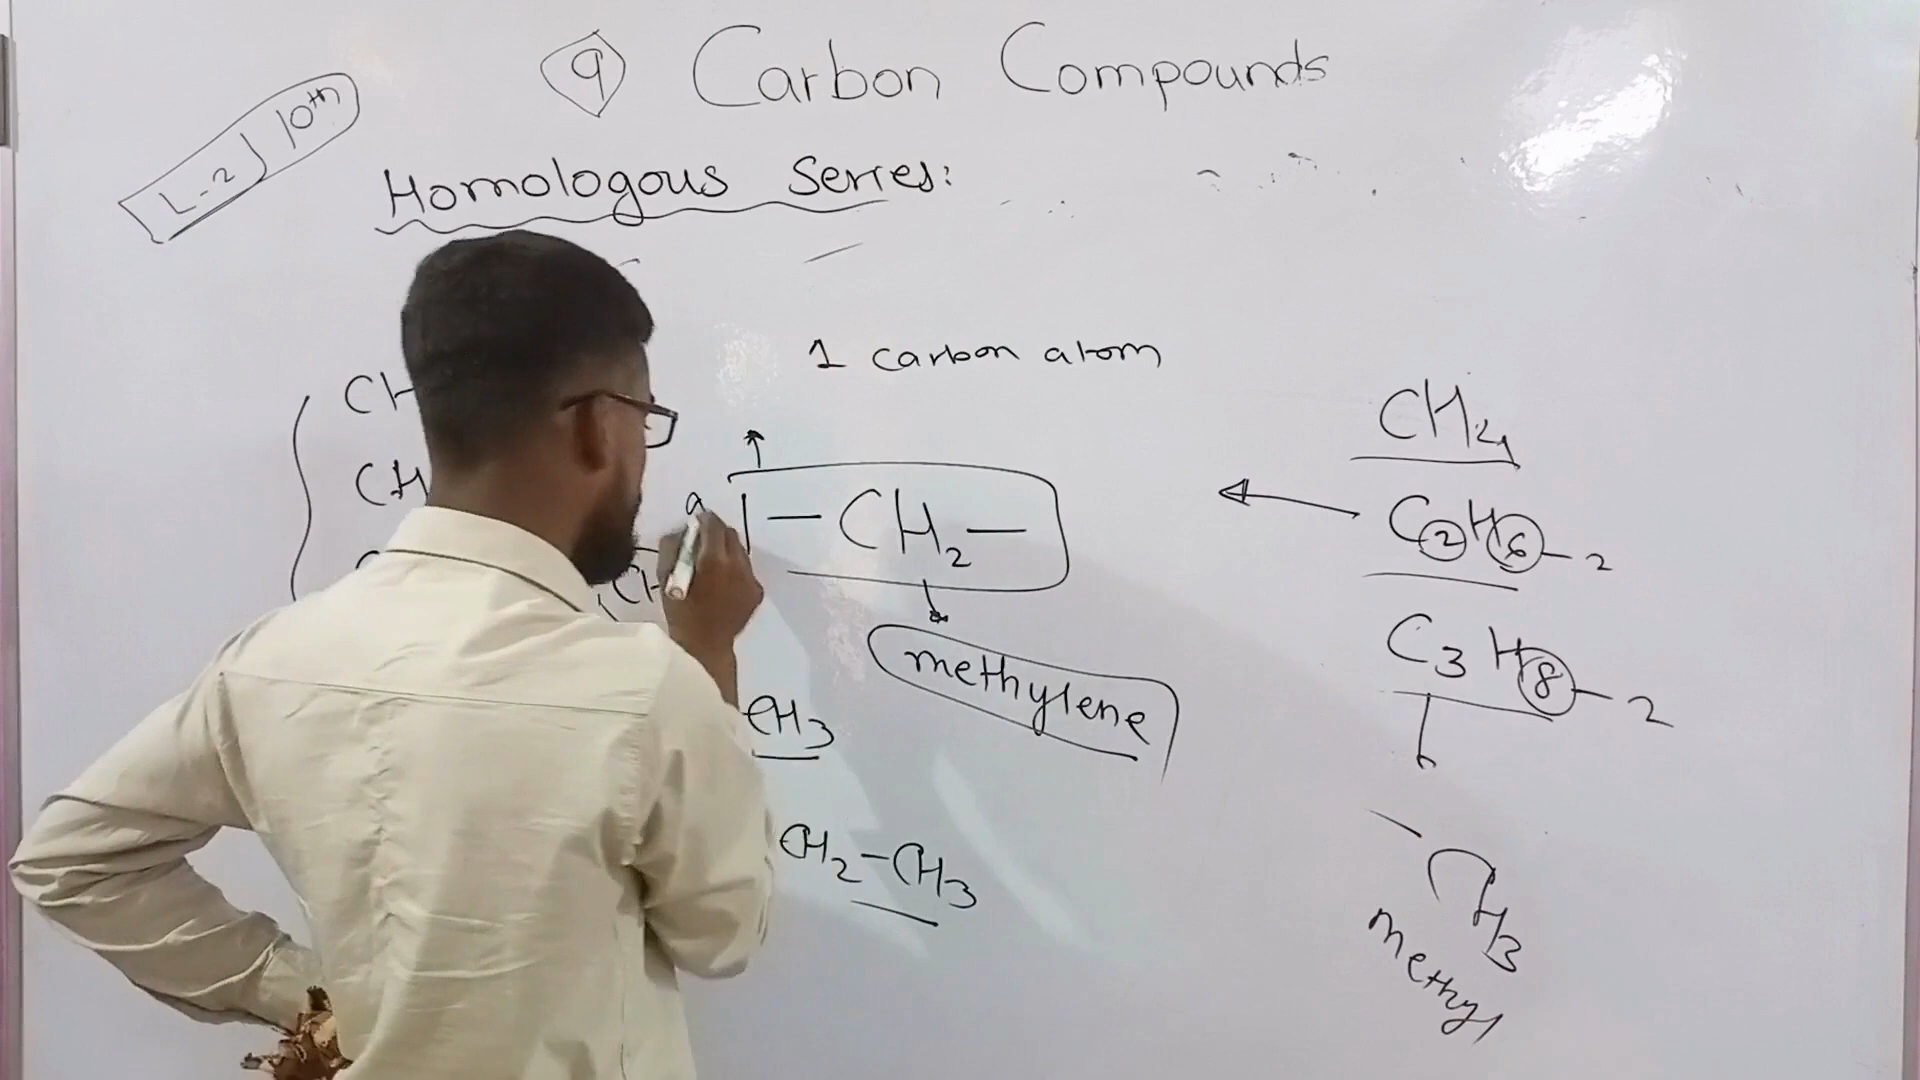 9 Carbon Compounds
L-2 10th
Homologous Series:
1 carbon atom
CH
CH4
CH
a
– CH2 –
C2H6 – 2
CH
methylene
C3H8 – 2
CH3
CH2–CH3
CH3
methyl